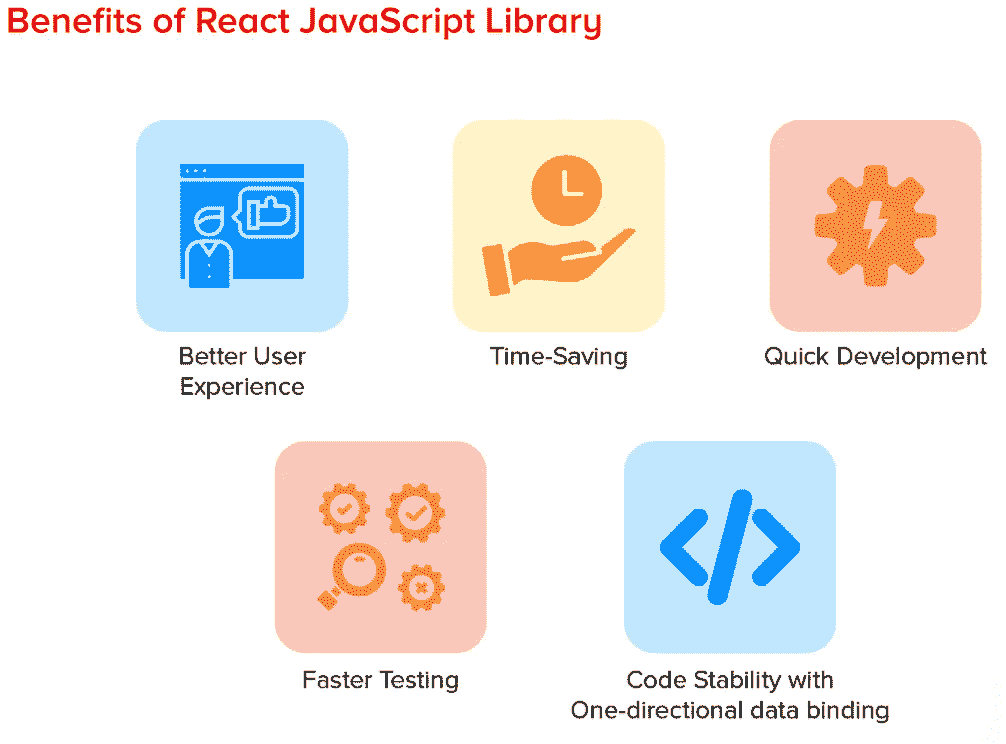 Benefits of React JavaScript Library
Better User
Experience
Time-Saving
Quick Development
Faster Testing
Code Stability with
One-directional data binding